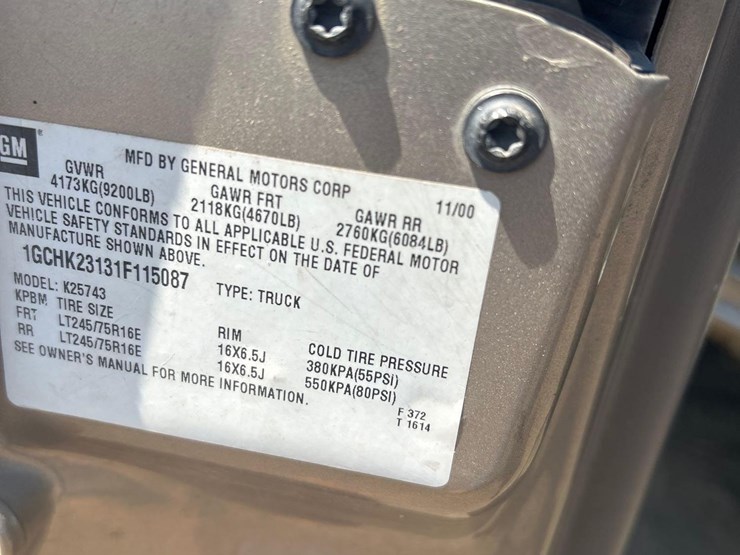 GM
MFD BY GENERAL MOTORS CORP 11/00
GVWR GAWR FRT GAWR RR
4173KG(9200LB) 2118KG(4670LB) 2760KG(6084LB)
THIS VEHICLE CONFORMS TO ALL APPLICABLE U.S. FEDERAL MOTOR
VEHICLE SAFETY STANDARDS IN EFFECT ON THE DATE OF
MANUFACTURE SHOWN ABOVE.
1GCHK23131F115087 TYPE: TRUCK
MODEL: K25743
KPBM TIRE SIZE RIM COLD TIRE PRESSURE
FRT LT245/75R16E 16X6.5J 380KPA(55PSI)
RR LT245/75R16E 16X6.5J 550KPA(80PSI)
SEE OWNER'S MANUAL FOR MORE INFORMATION.
F 372
T 1614